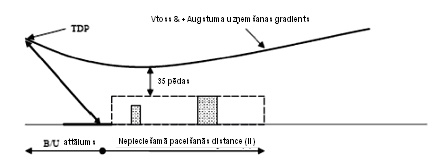 Vtoss & + Augstuma uzņemšanas gradients
TDP
35 pēdas
B/U attālums
Nepieciešamā pacelšanās distance (II)